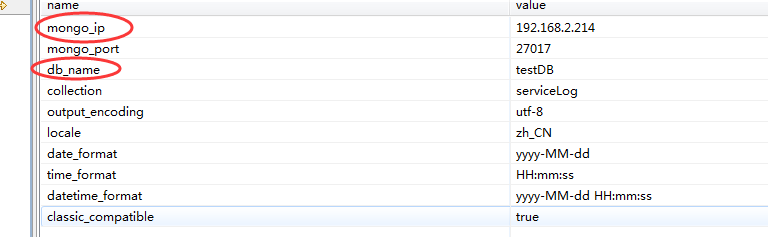 name value
mongo_ip 192.168.2.214
mongo_port 27017
db_name testDB
collection serviceLog
output_encoding utf-8
locale zh_CN
date_format yyyy-MM-dd
time_format HH:mm:ss
datetime_format yyyy-MM-dd HH:mm:ss
classic_compatible true